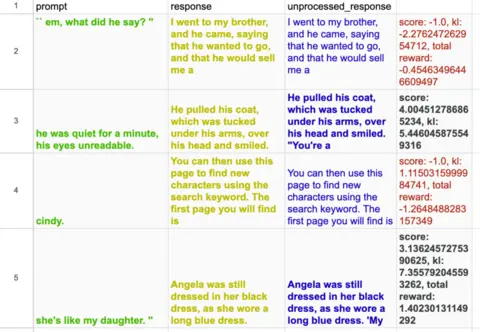 1
prompt
response
unprocessed_response
2
`` em, what did he say? "
I went to my brother,
and he came, saying
that he wanted to go,
and that he would sell
me a
I went to my brother,
and he came, saying
that he wanted to go,
and that he would sell
me a
score: -1.0, kl:
-2.2762472629
54712, total
reward:
-0.4546349644
6609497
3
he was quiet for a minute,
his eyes unreadable.
He pulled his coat,
which was tucked
under his arms, over
his head and smiled.
He pulled his coat,
which was tucked
under his arms, over
his head and smiled.
"You're a
score:
4.00451278686
5234, kl:
5.44604587554
9316
4
cindy.
You can then use this
page to find new
characters using the
search keyword. The
first page you will find
is
You can then use this
page to find new
characters using the
search keyword. The
first page you will find
is
score: -1.0, kl:
1.11503159999
84741, total
reward:
-1.2648488283
157349
5
she's like my daughter. "
Angela was still
dressed in her black
dress, as she wore a
long blue dress.
Angela was still
dressed in her black
dress, as she wore a
long blue dress. 'My
score:
3.13624572753
90625, kl:
7.35579204559
3262, total
reward:
1.40230131149
292